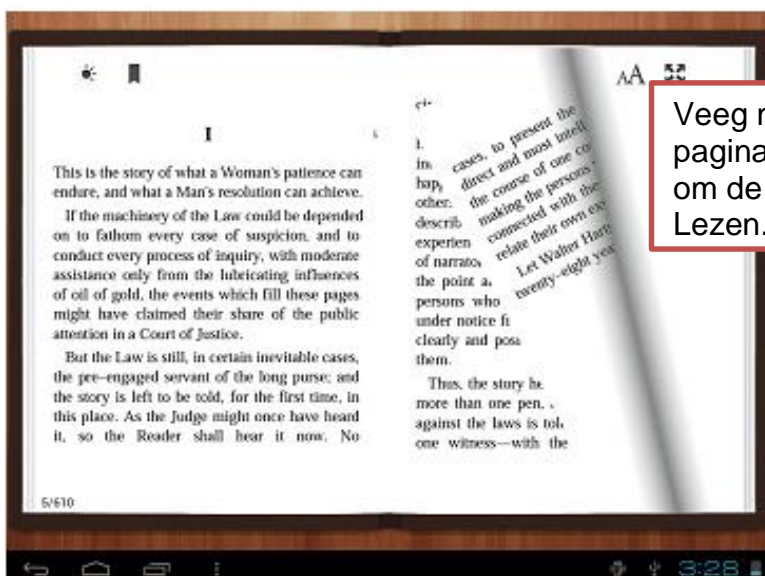 AA
I
This is the story of what a Woman's patience can
endure, and what a Man's resolution can achieve.
If the machinery of the Law could be depended
on to fathom every case of suspicion, and to
conduct every process of inquiry, with moderate
assistance only from the lubricating influences
of oil of gold, the events which fill these pages
might have claimed their share of the public
attention in a Court of Justice.
But the Law is still, in certain inevitable cases,
the pre-engaged servant of the long purse; and
the story is left to be told, for the first time, in
this place. As the Judge might once have heard
it, so the Reader shall hear it now. No
5/610
other.
describ
experien
of narrato
the point a
persons who
under notice fi
clearly and
them.
Thus, the story
more than one pen,
against the laws is
one witness—with the
cases, to present the
direct and most intell
the course of one co
making the persons
connected with the
relate their own
Let Walter Hart
twenty-eight yea
Veeg
pagina
om de
Lezen.
3:28